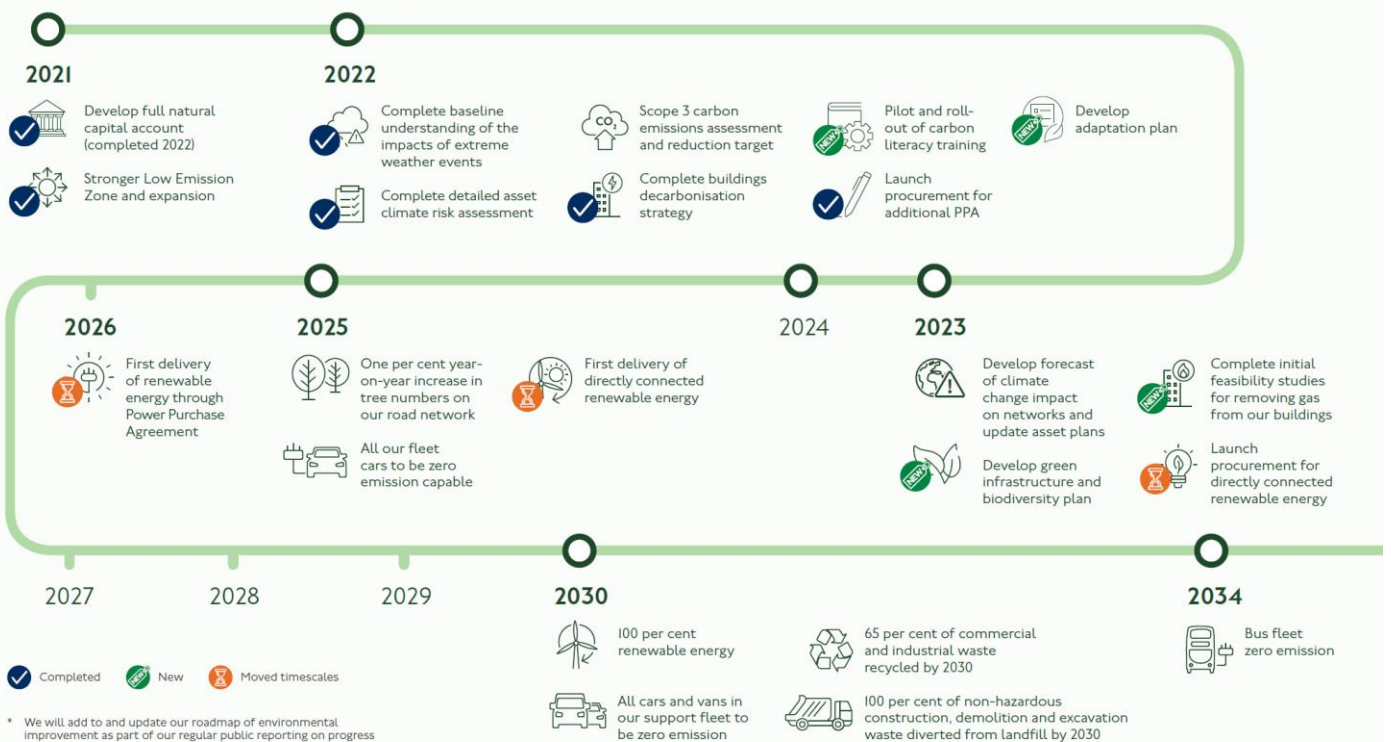 2021
Develop full natural
capital account
(completed 2022)
Stronger Low Emission
Zone and expansion
2022
Complete baseline
understanding of the
impacts of extreme
weather events
Complete detailed asset
climate risk assessment
CO2
Scope 3 carbon
emissions assessment
and reduction target
Complete buildings
decarbonisation
strategy
NEW
Pilot and roll-
out of carbon
literacy training
Launch
procurement for
additional PPA
NEW
Develop
adaptation plan
2026
First delivery
of renewable
energy through
Power Purchase
Agreement
2025
One per cent year-
on-year increase in
tree numbers on
our road network
All our fleet
cars to be zero
emission capable
First delivery of
directly connected
renewable energy
2024
2023
Develop forecast
of climate
change impact
on networks and
update asset plans
NEW
Develop green
infrastructure and
biodiversity plan
NEW
Complete initial
feasibility studies
for removing gas
from our buildings
Launch
procurement for
directly connected
renewable energy
2027
2028
2029
2030
100 per cent
renewable energy
All cars and vans in
our support fleet to
be zero emission
65 per cent of commercial
and industrial waste
recycled by 2030
100 per cent of non-hazardous
construction, demolition and excavation
waste diverted from landfill by 2030
2034
Bus fleet
zero emission
Completed
NEW
New
Moved timescales
* We will add to and update our roadmap of environmental
improvement as part of our regular public reporting on progress